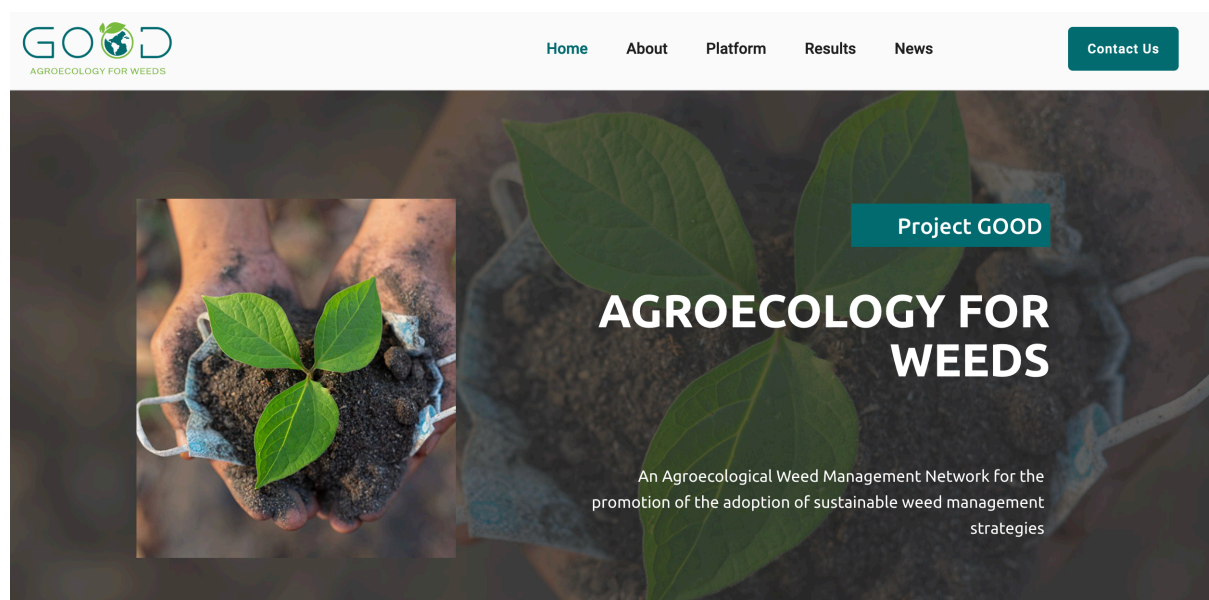 GOOD
AGROECOLOGY FOR WEEDS
Home About Platform Results News Contact Us
Project GOOD
AGROECOLOGY FOR
WEEDS
An Agroecological Weed Management Network for the
promotion of the adoption of sustainable weed management
strategies